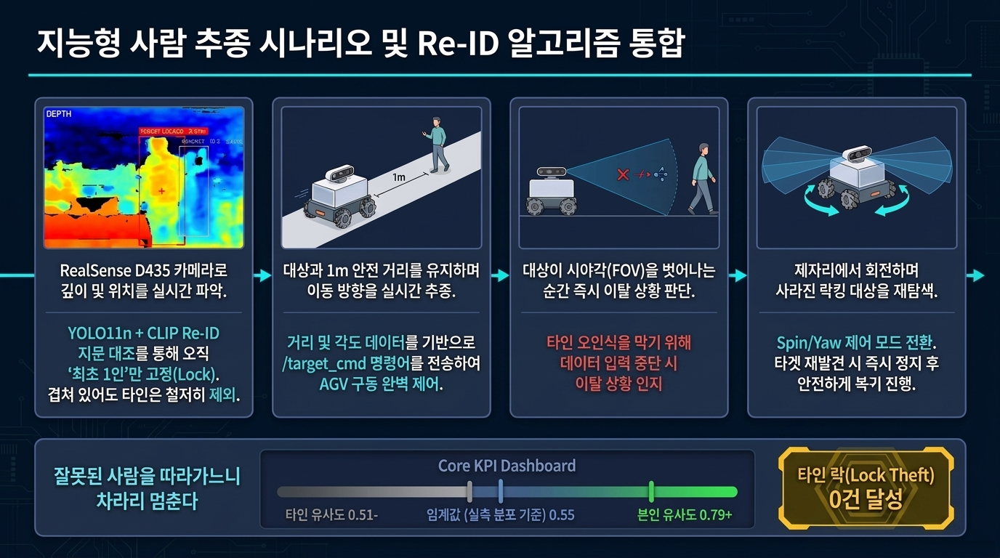 지능형 사람 추종 시나리오 및 Re-ID 알고리즘 통합
DEPTH
RealSense D435 카메라로
깊이 및 위치를 실시간 파악.
YOLO11n + CLIP Re-ID
지문 대조를 통해 오직
‘최초 1인’만 고정(Lock).
겹쳐 있어도 타인은 철저히 제외.
1m
대상과 1m 안전 거리를 유지하며
이동 방향을 실시간 추종.
거리 및 각도 데이터를 기반으로
/target_cmd 명령어를 전송하여
AGV 구동 완벽 제어.
대상이 시야각(FOV)을 벗어나는
순간 즉시 이탈 상황 판단.
타인 오인식을 막기 위해
데이터 입력 중단 시
이탈 상황 인지
제자리에서 회전하며
사라진 락킹 대상을 재탐색.
Spin/Yaw 제어 모드 전환.
타겟 재발견 시 즉시 정지 후
안전하게 복기 진행.
잘못된 사람을 따라가느니
차라리 멈춘다
Core KPI Dashboard
타인 유사도 0.51-
임계값 (실측 분포 기준) 0.55
본인 유사도 0.79+
타인 락(Lock Theft)
0건 달성